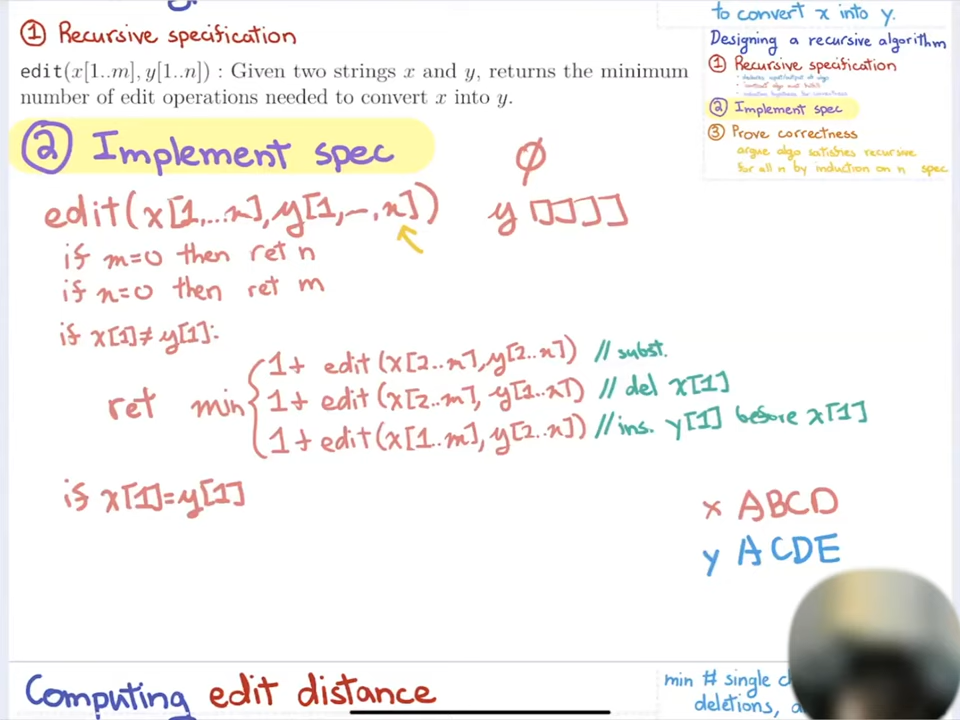 ① Recursive specification
edit(x[1..m], y[1..n]) : Given two strings x and y, returns the minimum
number of edit operations needed to convert x into y.
② Implement spec
edit(x[1,...n], y[1,–,n])
if m=0 then ret n
if n=0 then ret m
if x[1]≠y[1]:
ret min
1+ edit(x[2..m], y[2..n]) // subst.
1+ edit(x[2..m], y[1..n]) // del x[1]
1+ edit(x[1..m], y[2..n]) // ins. y[1] before x[1]
if x[1]=y[1]
∅
y
x ABCD
y ACDE
to convert x into y.
Designing a recursive algorithm
① Recursive specification
② Implement spec
③ Prove correctness
argue algo satisfies recursive
for all n by induction on n spec
Computing edit distance
min # single
deletions,